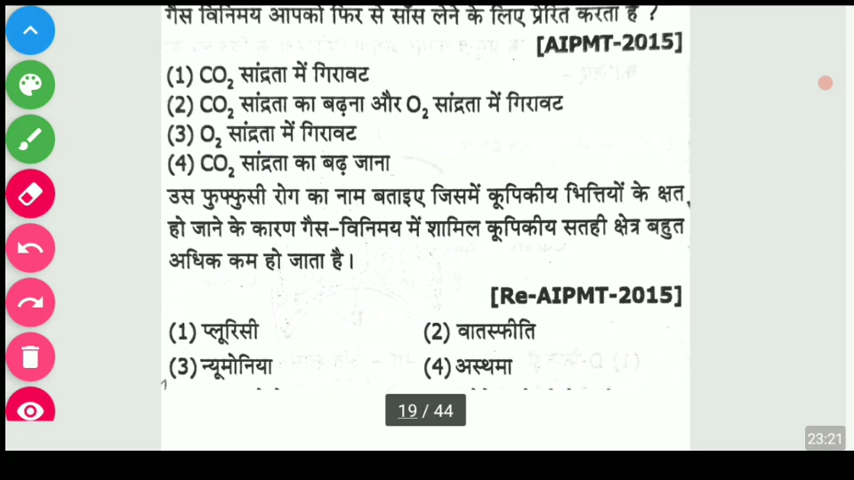 गैस विनिमय आपको फिर से साँस लेने के लिए प्रेरित करता है ?
[AIPMT-2015]
(1) CO₂ सांद्रता में गिरावट
(2) CO₂ सांद्रता का बढ़ना और O₂ सांद्रता में गिरावट
(3) O₂ सांद्रता में गिरावट
(4) CO₂ सांद्रता का बढ़ जाना
उस फुफ्फुसी रोग का नाम बताइए जिसमें कूपिकीय भित्तियों के क्षत
हो जाने के कारण गैस-विनिमय में शामिल कूपिकीय सतही क्षेत्र बहुत
अधिक कम हो जाता है।
[Re-AIPMT-2015]
(1) प्लूरिसी (2) वातस्फीति
(3) न्यूमोनिया (4) अस्थमा
19 / 44
23:21